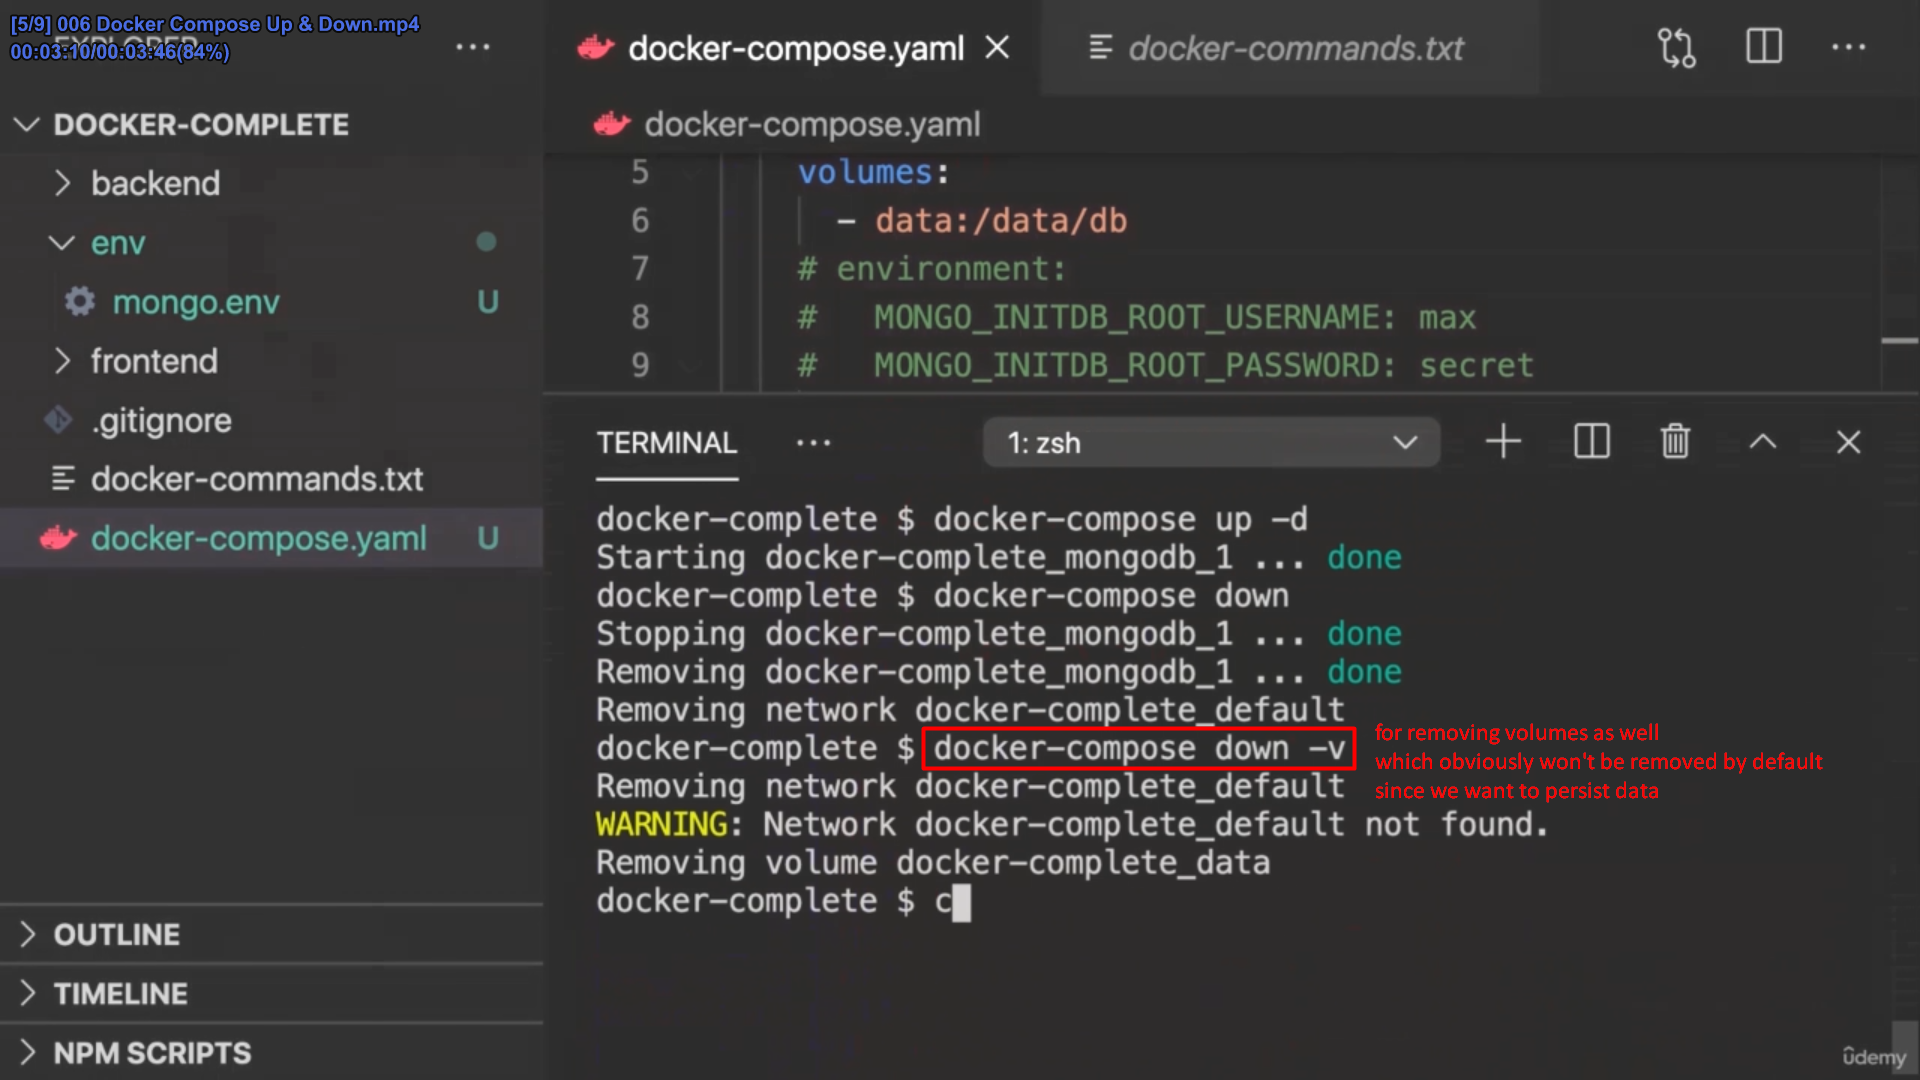 [5/9] 006 Docker Compose Up & Down.mp4
00:03:10/00:03:46(84%)
EXPLORER
docker-compose.yaml
docker-commands.txt
DOCKER-COMPLETE
backend
env
mongo.env U
frontend
.gitignore
docker-commands.txt
docker-compose.yaml U
OUTLINE
TIMELINE
NPM SCRIPTS
docker-compose.yaml
5 volumes:
6 - data:/data/db
7 # environment:
8 # MONGO_INITDB_ROOT_USERNAME: max
9 # MONGO_INITDB_ROOT_PASSWORD: secret
TERMINAL ... 1: zsh
docker-complete $ docker-compose up -d
Starting docker-complete_mongodb_1 ... done
docker-complete $ docker-compose down
Stopping docker-complete_mongodb_1 ... done
Removing docker-complete_mongodb_1 ... done
Removing network docker-complete_default
docker-complete $ docker-compose down -v
Removing network docker-complete_default
WARNING: Network docker-complete_default not found.
Removing volume docker-complete_data
docker-complete $ c
for removing volumes as well
which obviously won't be removed by default
since we want to persist data
ûdemy